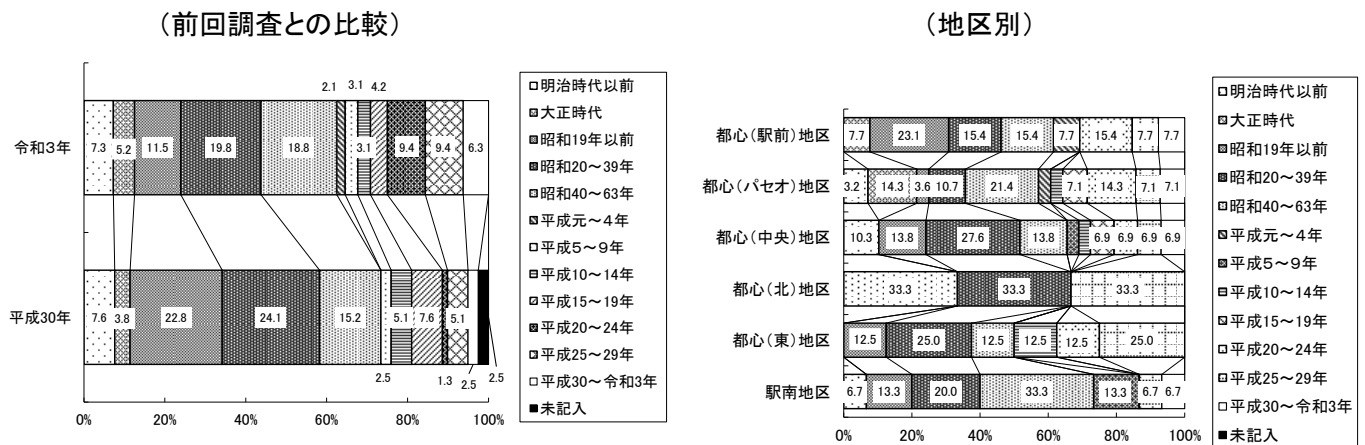 (前回調査との比較)
0% 20% 40% 60% 80% 100%
2.1 3.1 4.2
令和3年
7.3 5.2 11.5 19.8 18.8 3.1 9.4 9.4 6.3
平成30年
7.6 3.8 22.8 24.1 15.2 5.1 7.6 5.1
2.5 1.3 2.5 2.5
0% 20% 40% 60% 80% 100%
明治時代以前
大正時代
昭和19年以前
昭和20~39年
昭和40~63年
平成元~4年
平成5~9年
平成10~14年
平成15~19年
平成20~24年
平成25~29年
平成30~令和3年
未記入
(地区別)
都心(駅前)地区
7.7 23.1 15.4 15.4 7.7 15.4 7.7 7.7
都心(パセオ)地区
3.2 14.3 3.6 10.7 21.4 7.1 14.3 7.1 7.1
都心(中央)地区
10.3 13.8 27.6 13.8 6.9 6.9 6.9 6.9
都心(北)地区
33.3 33.3 33.3
都心(東)地区
12.5 25.0 12.5 12.5 12.5 25.0
駅南地区
6.7 13.3 20.0 33.3 13.3 6.7 6.7
0% 20% 40% 60% 80% 100%
明治時代以前
大正時代
昭和19年以前
昭和20~39年
昭和40~63年
平成元~4年
平成5~9年
平成10~14年
平成15~19年
平成20~24年
平成25~29年
平成30~令和3年
未記入